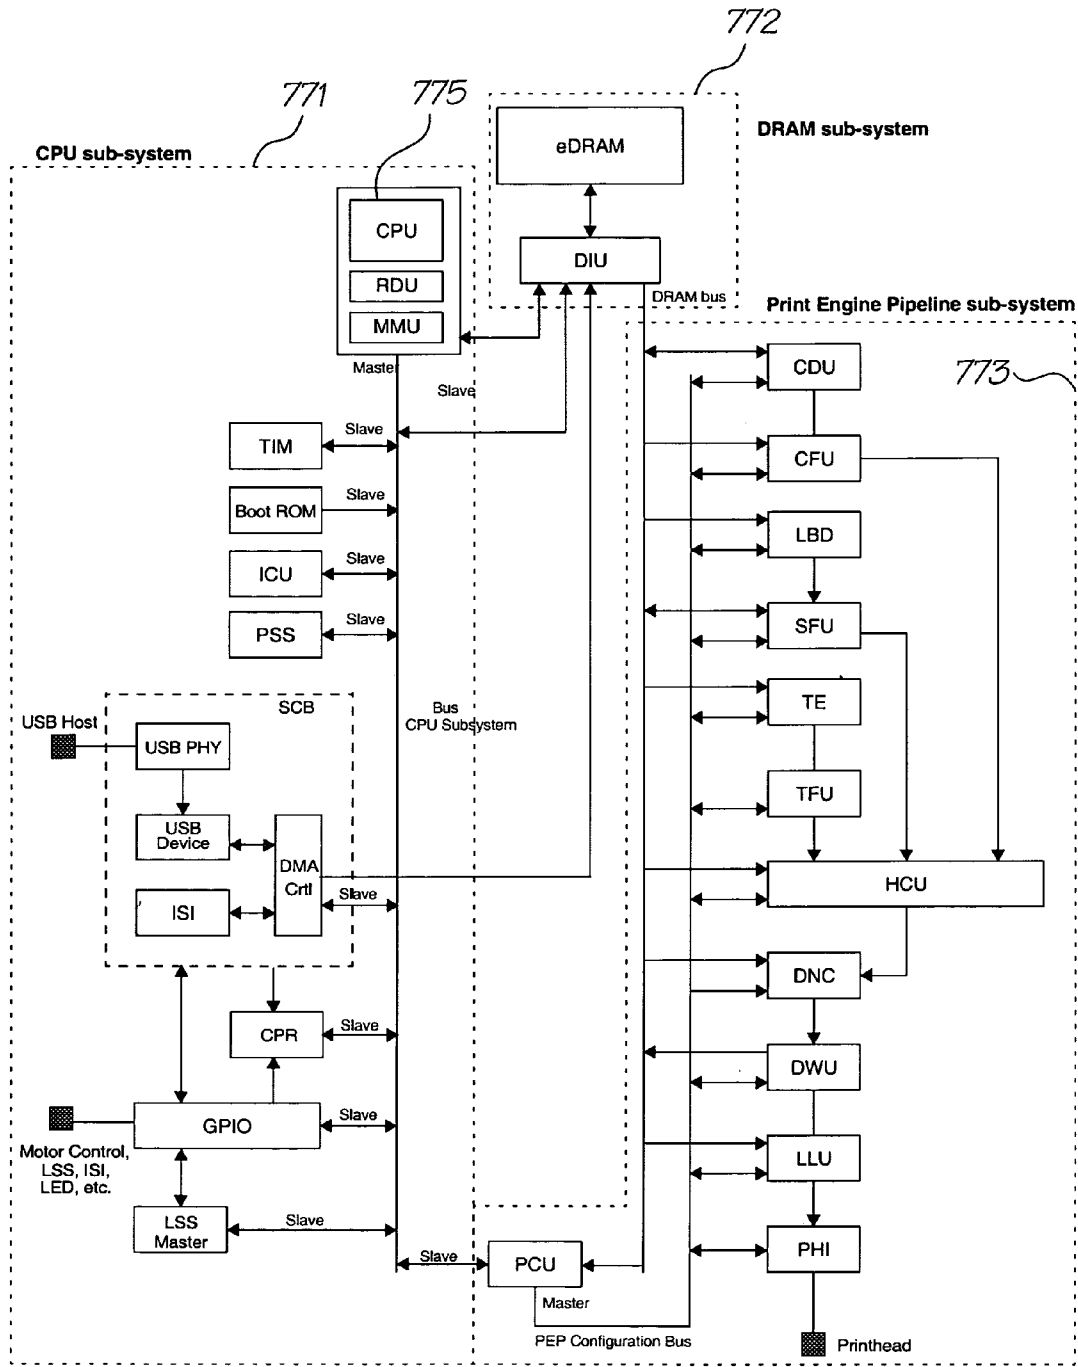 772
771
775
CPU sub-system
DRAM sub-system
eDRAM
CPU
DIU
RDU
DRAM bus
Print Engine Pipeline sub-system
MMU
Master
Slave
CDU
773
TIM
Slave
CFU
Boot ROM
Slave
LBD
ICU
Slave
PSS
Slave
SFU
SCB
TE
USB Host
USB PHY
Bus
CPU Subsystem
TFU
USB
Device
DMA
Crtl
Slave
HCU
ISI
DNC
CPR
Slave
DWU
GPIO
Slave
Motor Control,
LSS, ISI,
LED, etc.
LLU
LSS
Master
Slave
PHI
Slave
PCU
Master
PEP Configuration Bus
Printhead